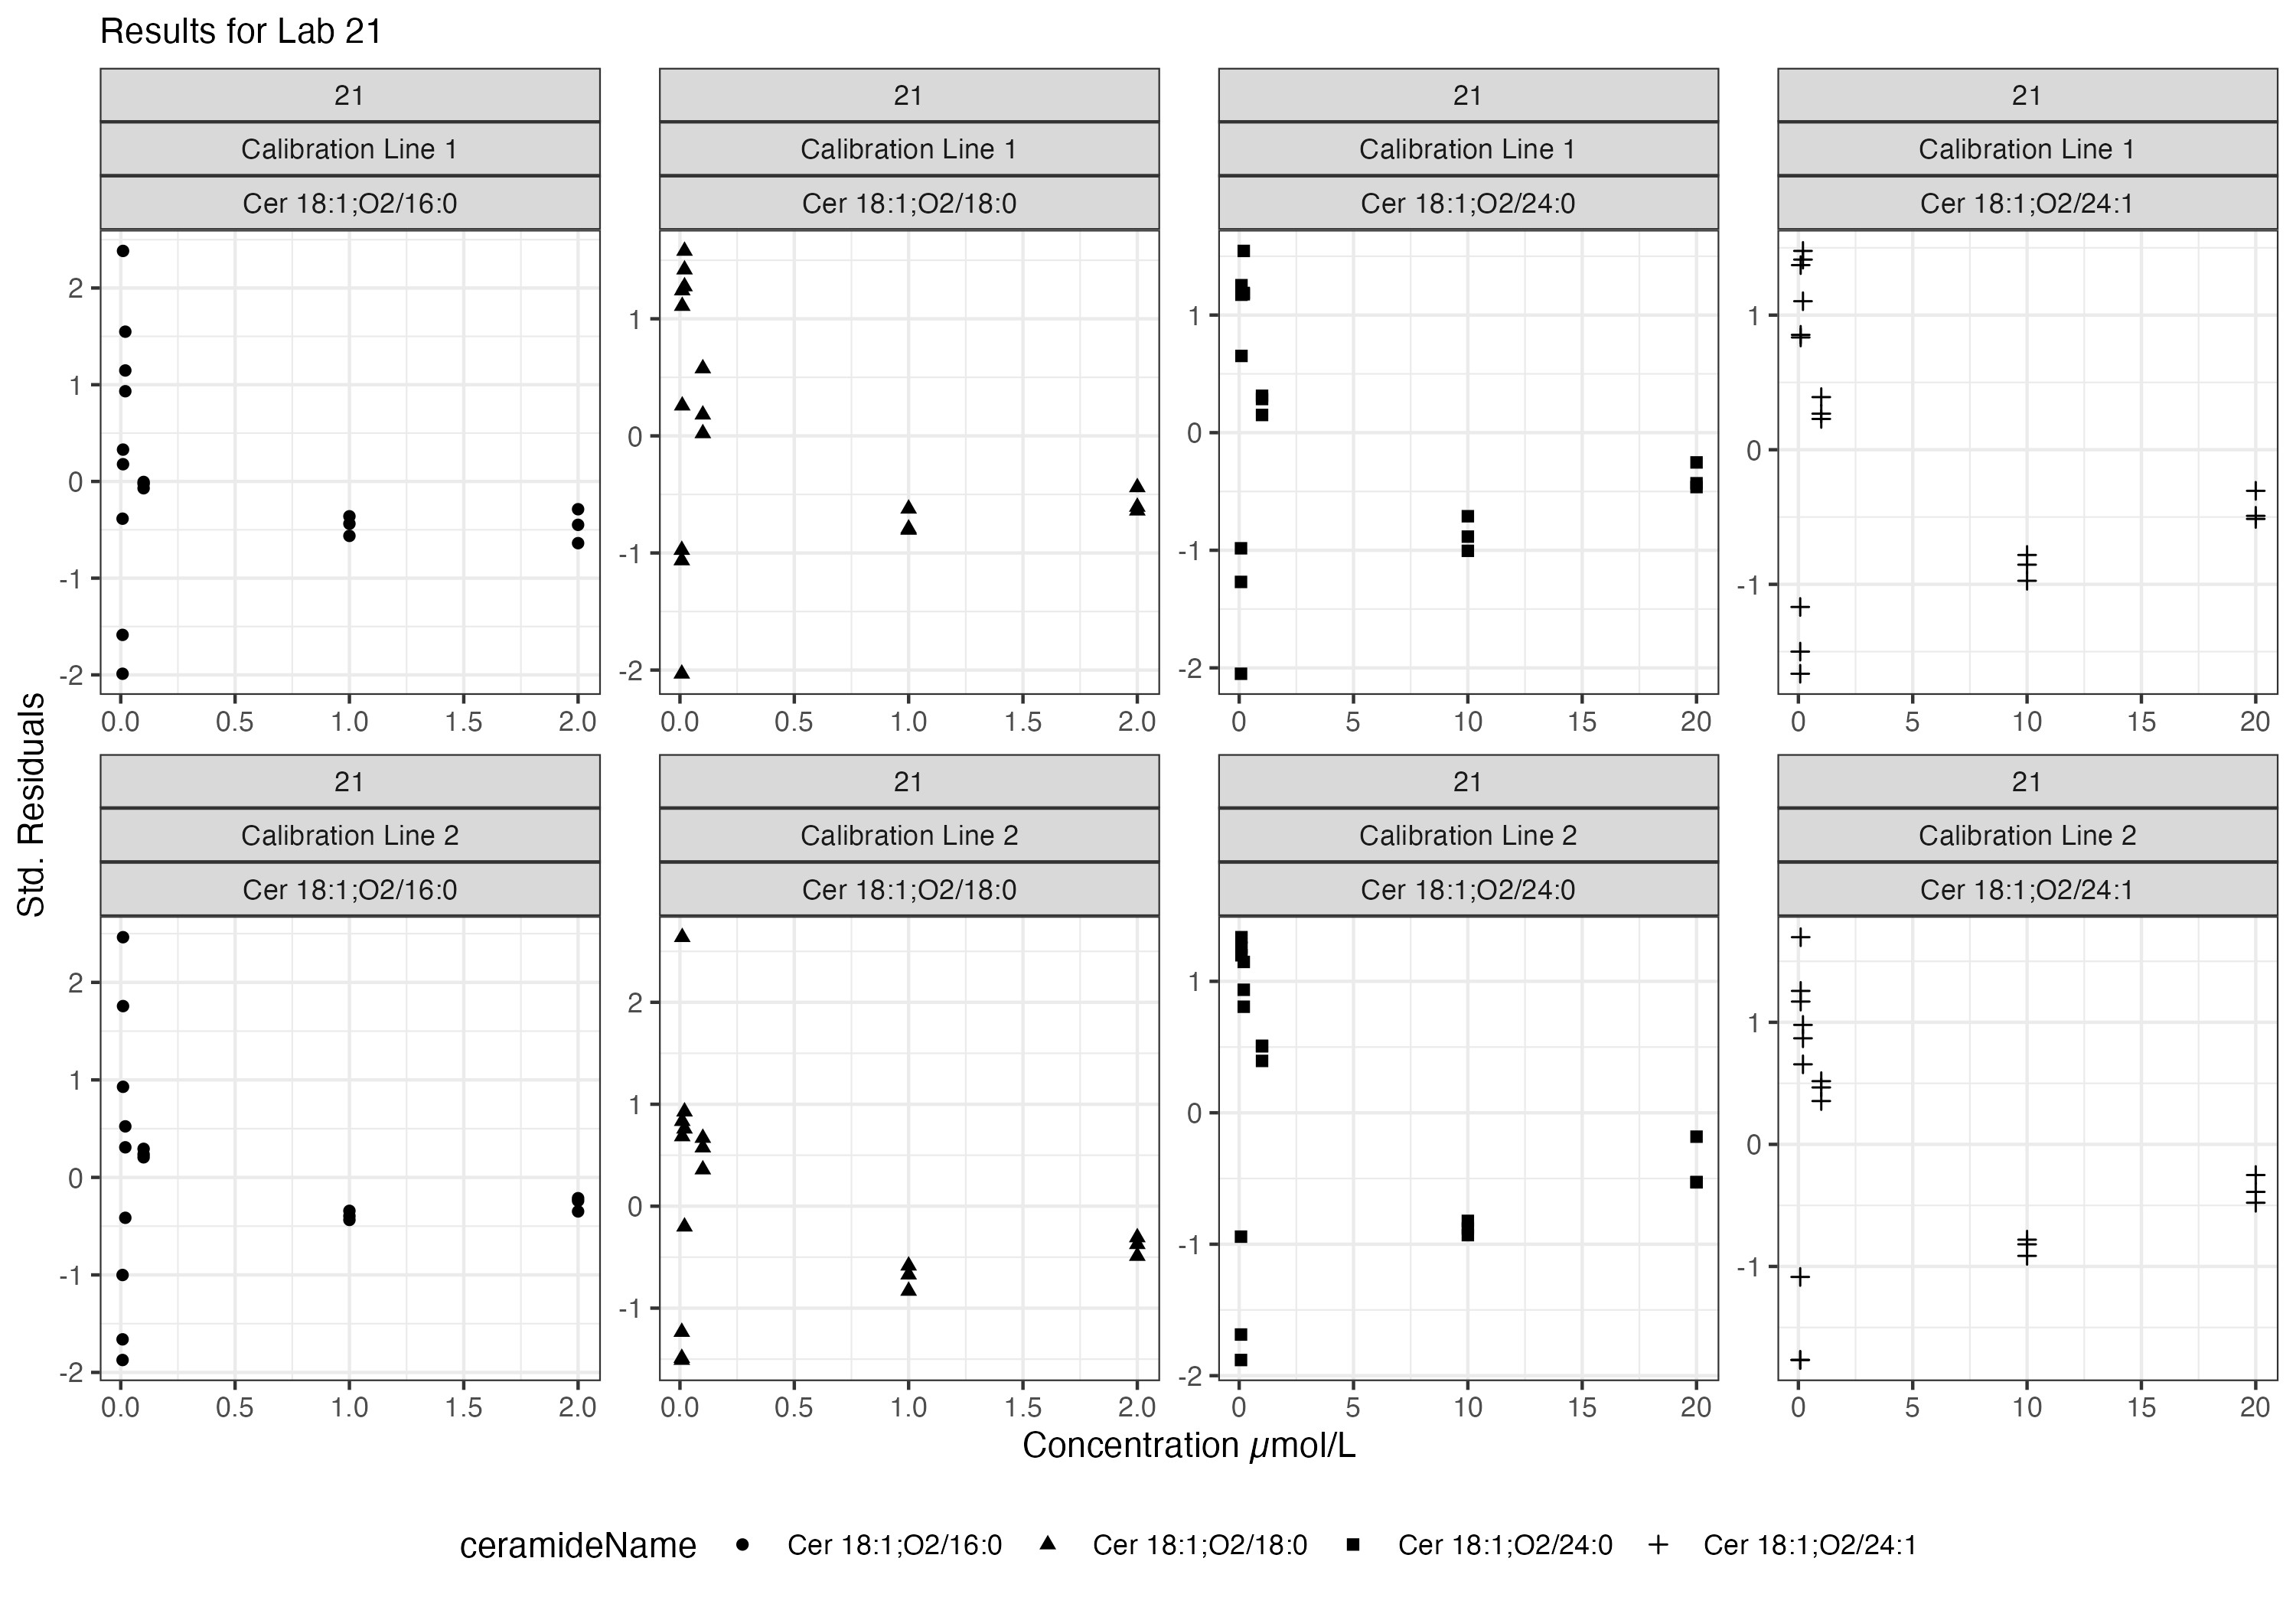 Results for Lab 21
21 21 21 21
Calibration Line 1 Calibration Line 1 Calibration Line 1 Calibration Line 1
Cer 18:1;O2/16:0 Cer 18:1;O2/18:0 Cer 18:1;O2/24:0 Cer 18:1;O2/24:1
2 1 0 -1 -2
1 0 -1 -2
1 0 -1 -2
1 0 -1
0.0 0.5 1.0 1.5 2.0 0.0 0.5 1.0 1.5 2.0 0 5 10 15 20 0 5 10 15 20
Std. Residuals
21 21 21 21
Calibration Line 2 Calibration Line 2 Calibration Line 2 Calibration Line 2
Cer 18:1;O2/16:0 Cer 18:1;O2/18:0 Cer 18:1;O2/24:0 Cer 18:1;O2/24:1
2 1 0 -1 -2
2 1 0 -1
1 0 -1 -2
1 0 -1
0.0 0.5 1.0 1.5 2.0 0.0 0.5 1.0 1.5 2.0 0 5 10 15 20 0 5 10 15 20
Concentration µmol/L
ceramideName Cer 18:1;O2/16:0 Cer 18:1;O2/18:0 Cer 18:1;O2/24:0 Cer 18:1;O2/24:1